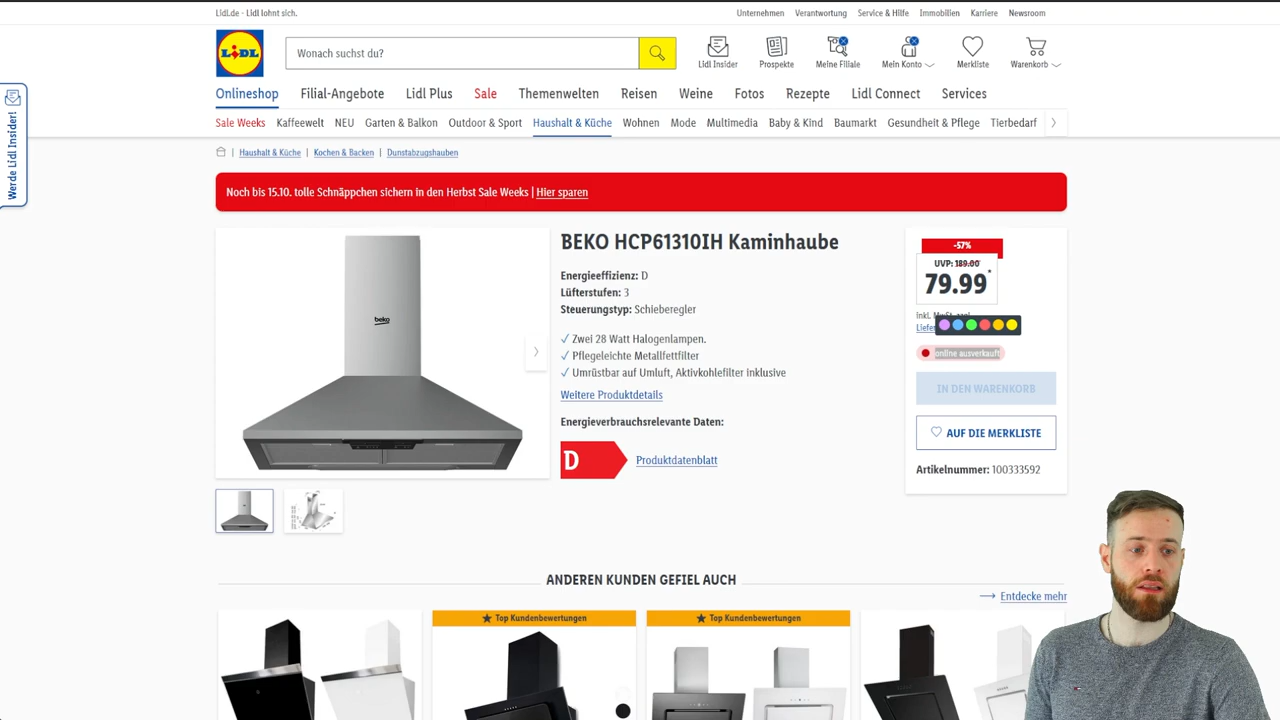 Lidl.de - Lidl lohnt sich.
Unternehmen Verantwortung Service & Hilfe Immobilien Karriere Newsroom
LIDL
Wonach suchst du?
Lidl Insider Prospekte Meine Filiale Mein Konto Merkliste Warenkorb
Onlineshop Filial-Angebote Lidl Plus Sale Themenwelten Reisen Weine Fotos Rezepte Lidl Connect Services
Sale Weeks Kaffeewelt NEU Garten & Balkon Outdoor & Sport Haushalt & Küche Wohnen Mode Multimedia Baby & Kind Baumarkt Gesundheit & Pflege Tierbedarf
Werde Lidl Insider!
| Haushalt & Küche | Kochen & Backen | Dunstabzugshauben
Noch bis 15.10. tolle Schnäppchen sichern in den Herbst Sale Weeks | Hier sparen
beko
BEKO HCP61310IH Kaminhaube
Energieeffizienz: D
Lüfterstufen: 3
Steuerungstyp: Schieberegler
✓ Zwei 28 Watt Halogenlampen.
✓ Pflegeleichte Metallfettfilter
✓ Umrüstbar auf Umluft, Aktivkohlefilter inklusive
Weitere Produktdetails
Energieverbrauchsrelevante Daten:
D Produktdatenblatt
-57%
UVP: 189.00
79.99*
inkl.
online ausverkauft
IN DEN WARENKORB
AUF DIE MERKLISTE
Artikelnummer: 100333592
ANDEREN KUNDEN GEFIEL AUCH
Entdecke mehr
★ Top Kundenbewertungen
★ Top Kundenbewertungen